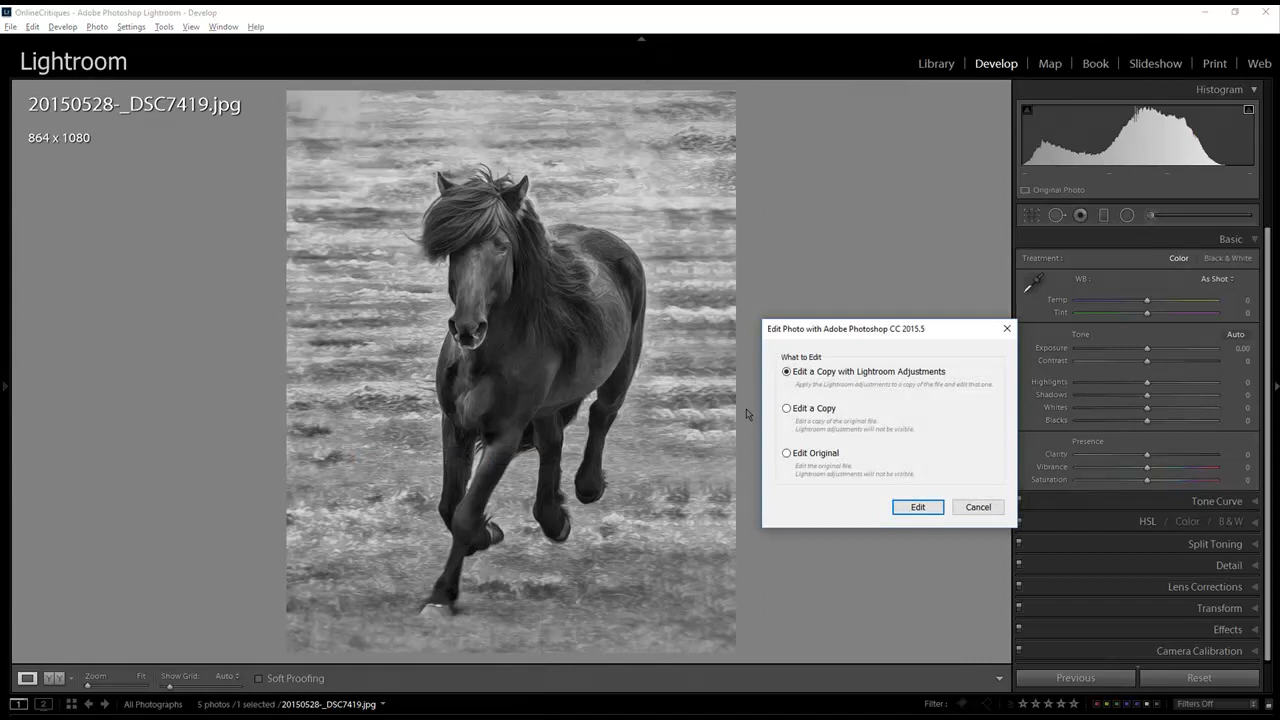 OnlineCritiques - Adobe Photoshop Lightroom - Develop
File Edit Develop Photo Settings Tools View Window Help
Lightroom
Library Develop Map Book Slideshow Print Web
20150528-_DSC7419.jpg
864 x 1080
Histogram
Original Photo
Basic
Treatment : Color Black & White
WB : As Shot
Temp 0
Tint 0
Tone Auto
Exposure 0.00
Contrast 0
Highlights 0
Shadows 0
Whites 0
Blacks 0
Presence
Clarity 0
Vibrance 0
Saturation 0
Tone Curve
HSL / Color / B & W
Split Toning
Detail
Lens Corrections
Transform
Effects
Camera Calibration
Previous Reset
Edit Photo with Adobe Photoshop CC 2015.5
What to Edit
Edit a Copy with Lightroom Adjustments
Apply the Lightroom adjustments to a copy of the file and edit that one.
Edit a Copy
Edit a copy of the original file.
Lightroom adjustments will not be visible.
Edit Original
Edit the original file.
Lightroom adjustments will not be visible.
Edit Cancel
YY Zoom Fit Show Grid: Auto Soft Proofing
1 2 All Photographs 5 photos / 1 selected / 20150528-_DSC7419.jpg Filter : Filters Off